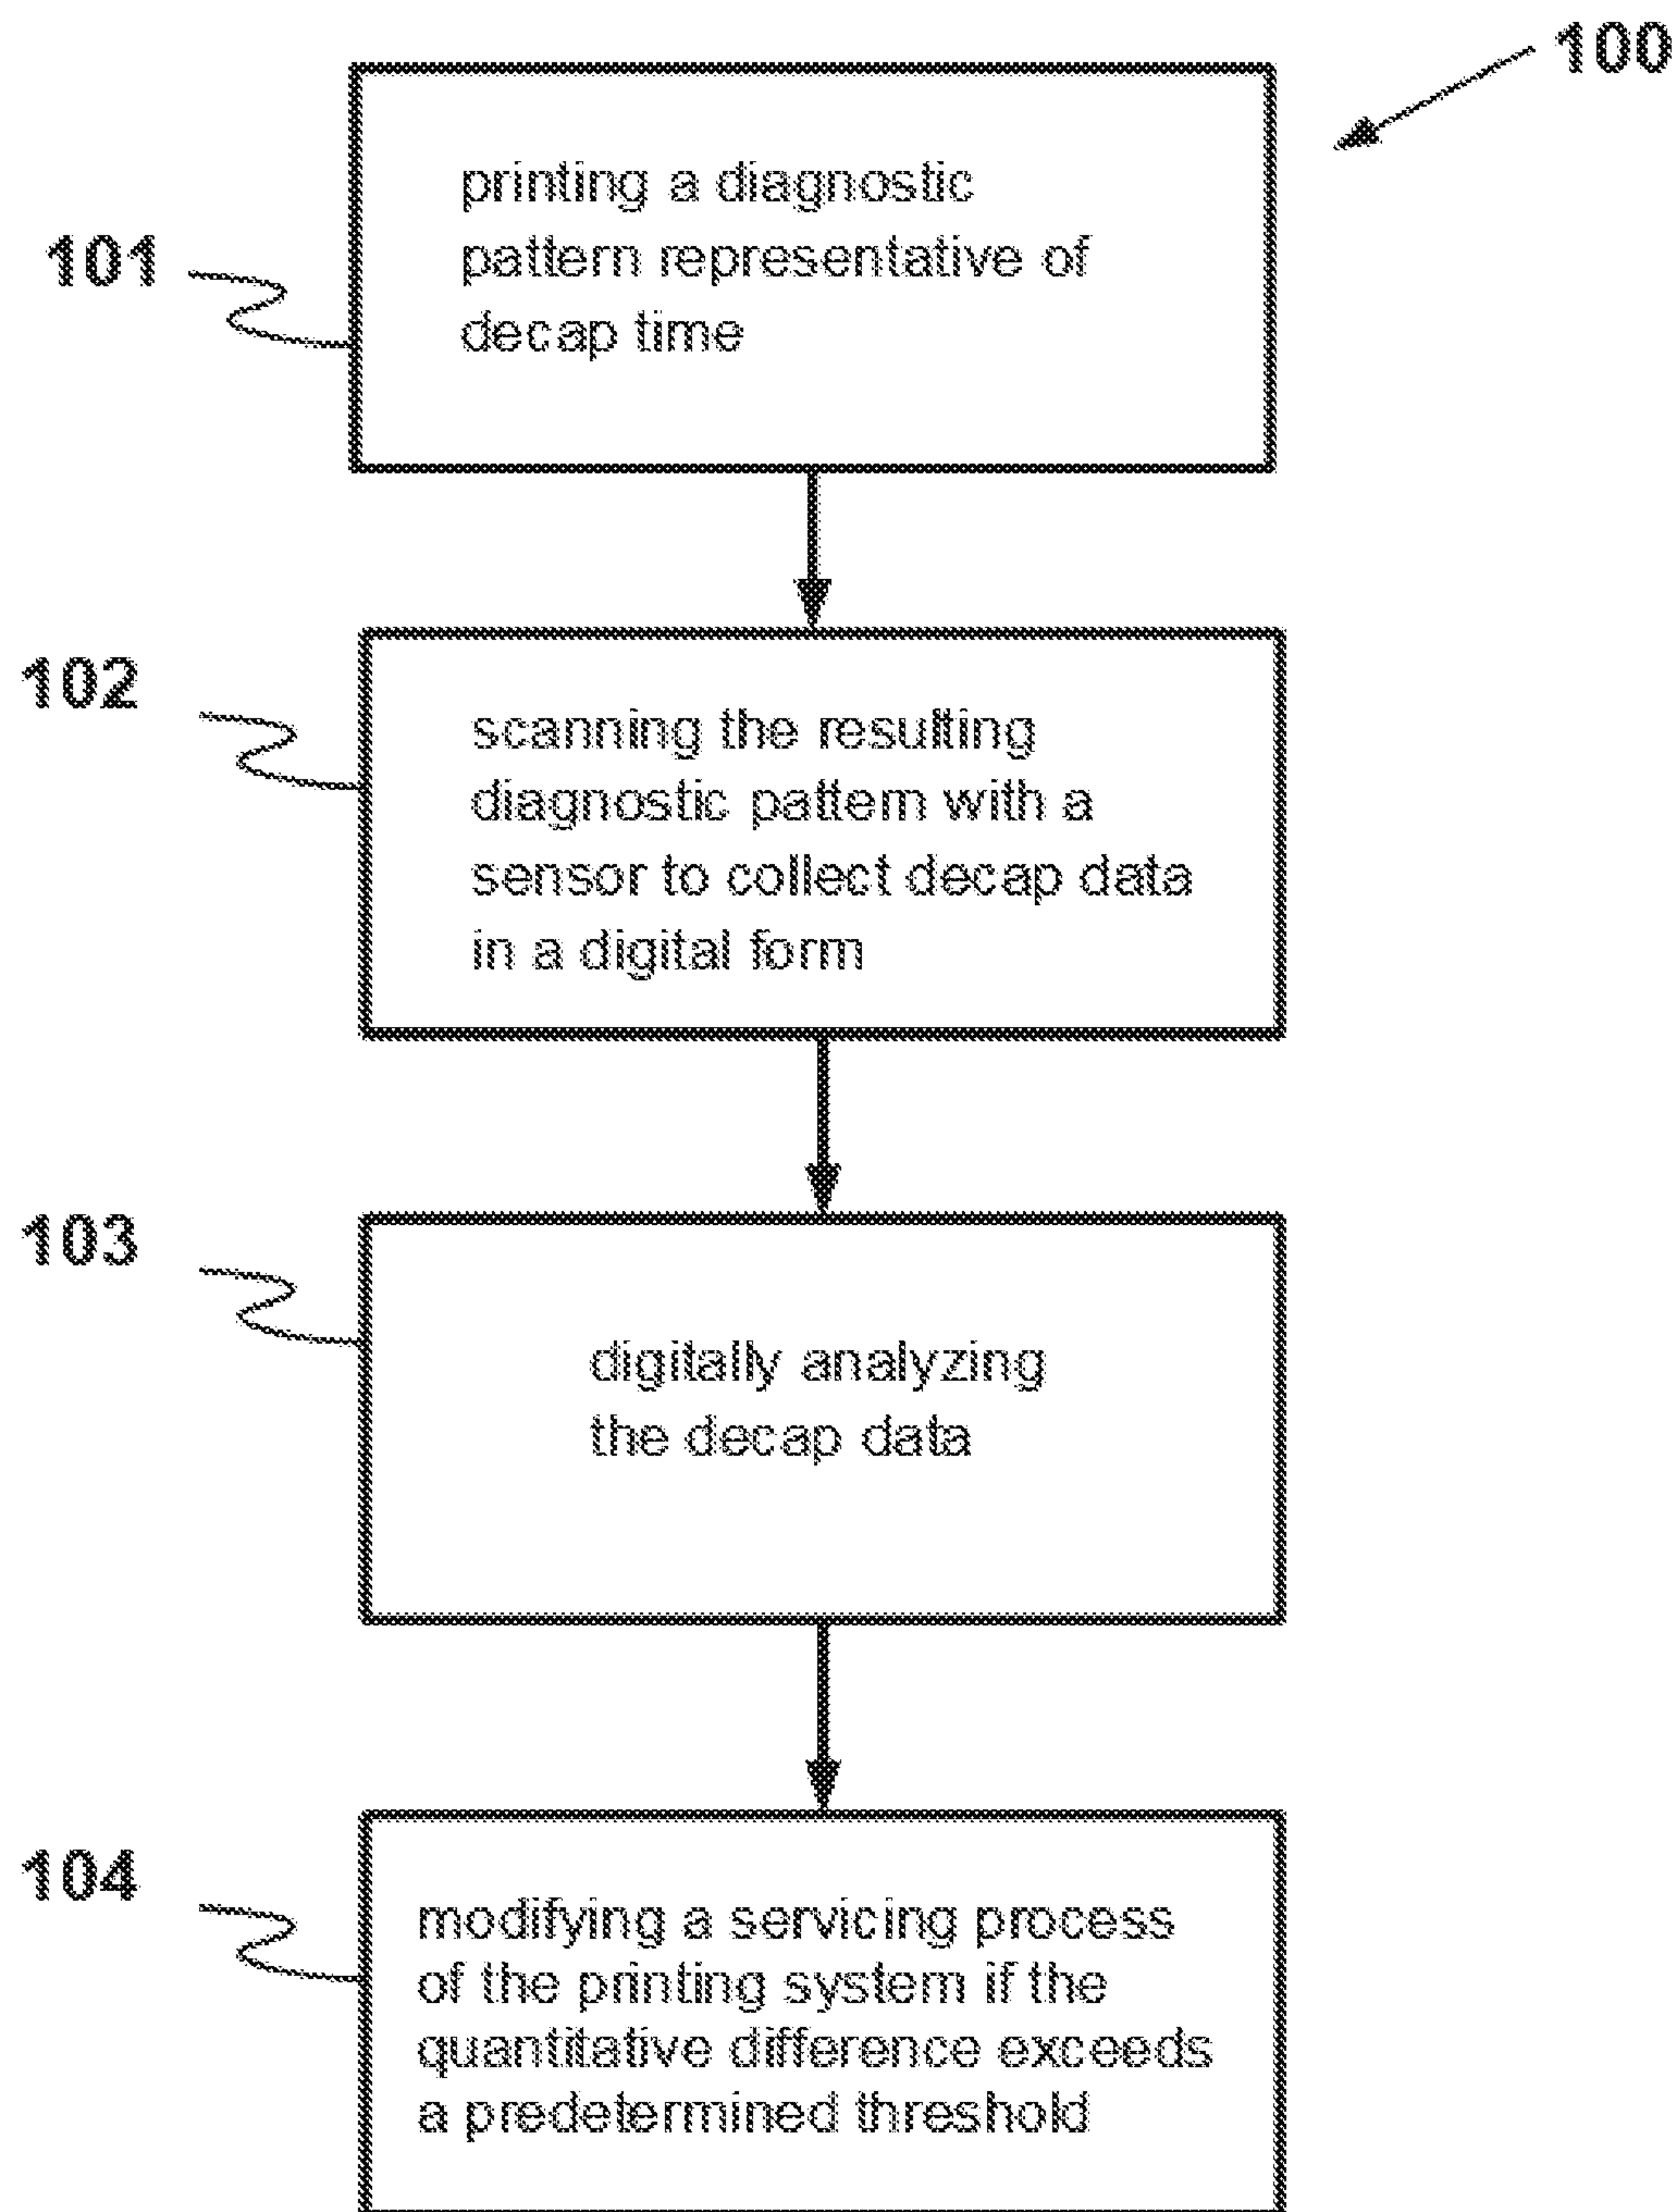 100
101
printing a diagnostic
pattern representative of
decap time
102
scanning the resulting
diagnostic pattern with a
sensor to collect decap data
in a digital form
103
digitally analyzing
the decap data
104
modifying a servicing process
of the printing system if the
quantitative difference exceeds
a predetermined threshold